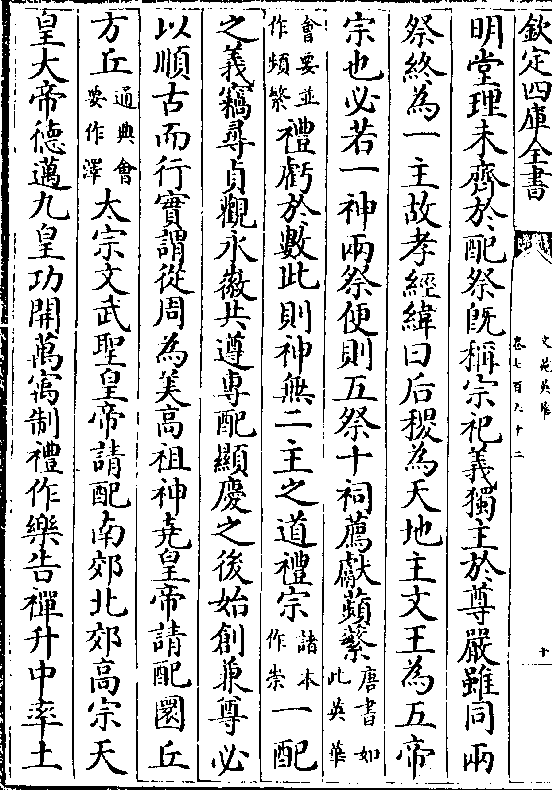 欽定四庫全書
文苑英華
卷七百六十二
十
明堂理未齊於配祭既稱宗祀義獨主於尊嚴雖同兩
祭終為一主故孝經緯曰后稷為天地主文王為五帝
宗也必若一神兩祭便則五祭十祠薦獻蘋蘩唐書如此英華
會要並作頻繁禮虧於數此則神無二主之道禮宗諸本作崇一配
之義竊尋貞觀永徽共遵專配顯慶之後始創兼尊必
以順古而行實謂從周為美高祖神堯皇帝請配圜丘
方丘通典會要作澤太宗文武聖皇帝請配南郊北郊高宗天
皇大帝德邁九皇功開萬㝢制禮作樂告禪升中率土